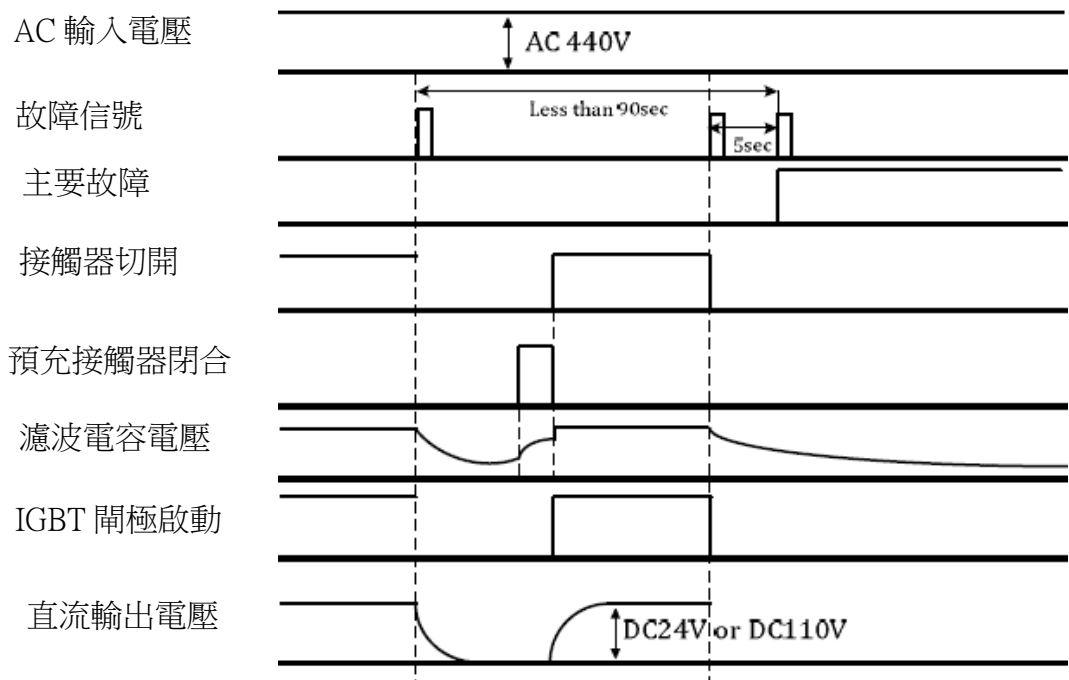 AC 輸入電壓
AC 440V
故障信號
Less than 90sec
5sec
主要故障
接觸器切開
預充接觸器閉合
濾波電容電壓
IGBT 閘極啟動
直流輸出電壓
DC24V or DC110V